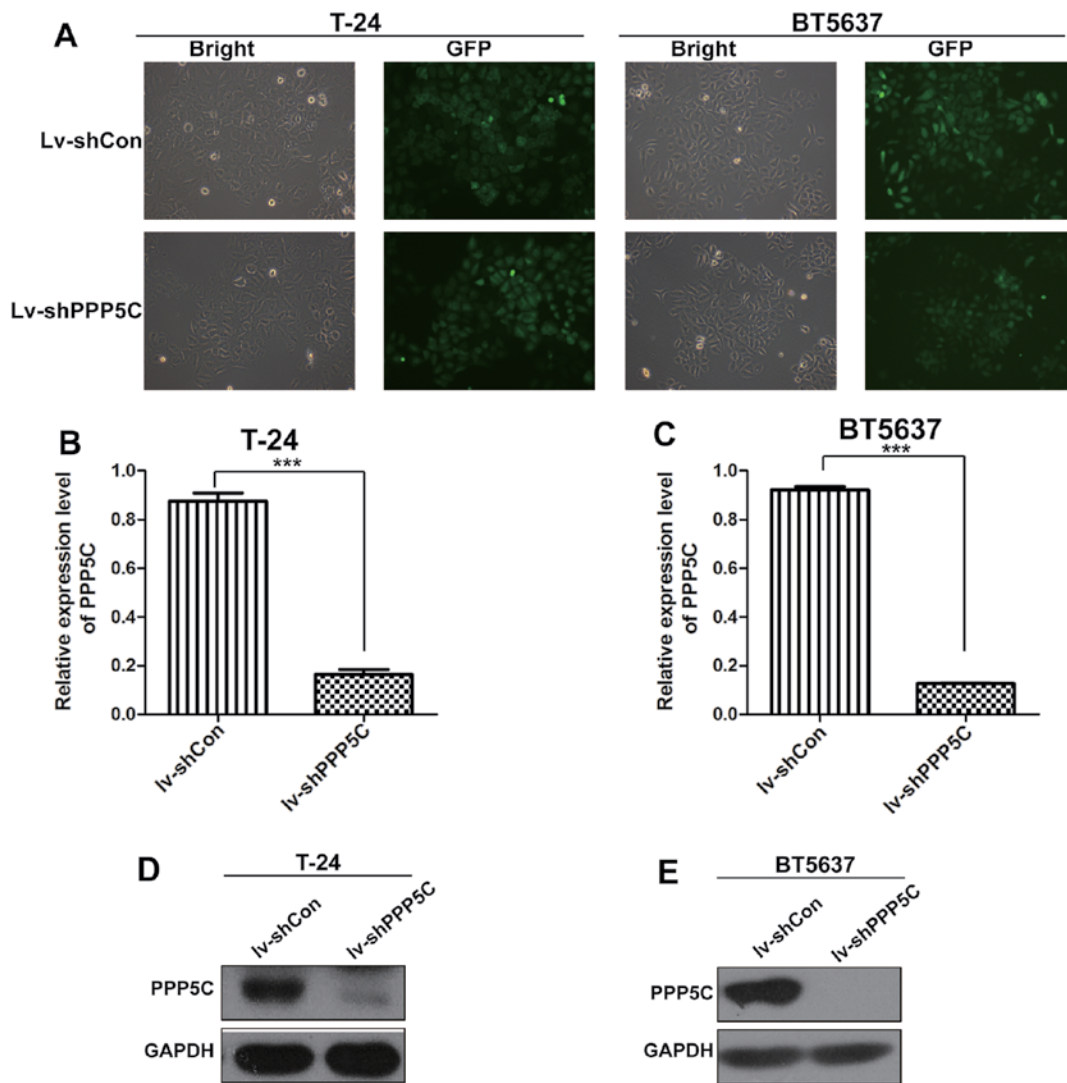 A
T-24
BT5637
Bright
GFP
Bright
GFP
Lv-shCon
Lv-shPPP5C
B
T-24
***
Relative expression level
of PPP5C
1.0
0.8
0.6
0.4
0.2
0.0
lv-shCon
lv-shPPP5C
C
BT5637
***
Relative expression level
of PPP5C
1.0
0.8
0.6
0.4
0.2
0.0
lv-shCon
lv-shPPP5C
D
T-24
lv-shCon
lv-shPPP5C
PPP5C
GAPDH
E
BT5637
lv-shCon
lv-shPPP5C
PPP5C
GAPDH